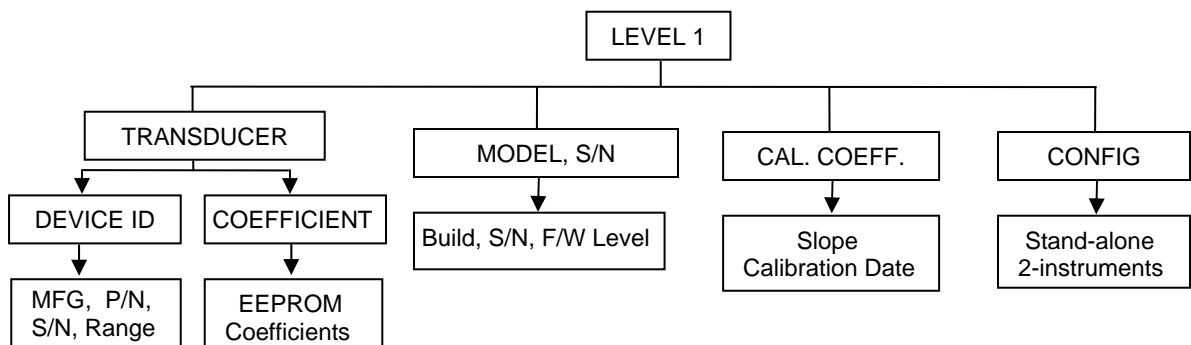 LEVEL 1
TRANSDUCER
MODEL, S/N
CAL. COEFF.
CONFIG
DEVICE ID
COEFFICIENT
Build, S/N, F/W Level
Slope
Calibration Date
Stand-alone
2-instruments
MFG, P/N,
S/N, Range
EEPROM
Coefficients